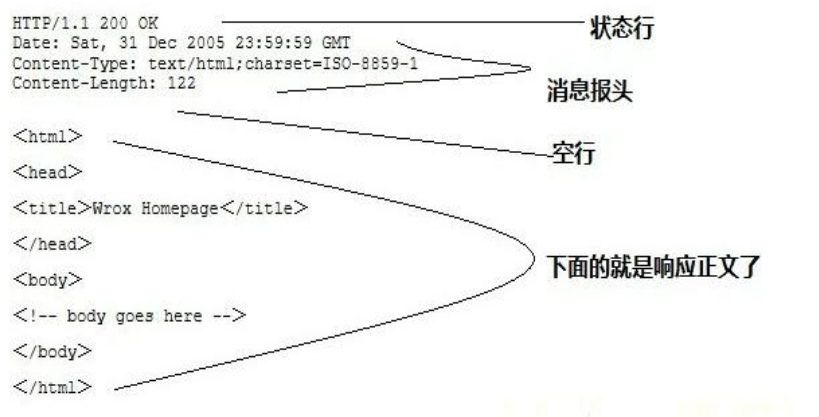 HTTP/1.1 200 OK
状态行
Date: Sat, 31 Dec 2005 23:59:59 GMT
Content-Type: text/html;charset=ISO-8859-1
Content-Length: 122
消息报头
空行
<html>
<head>
<title>Wrox Homepage</title>
</head>
下面的就是响应正文了
<body>
<!-- body goes here -->
</body>
</html>